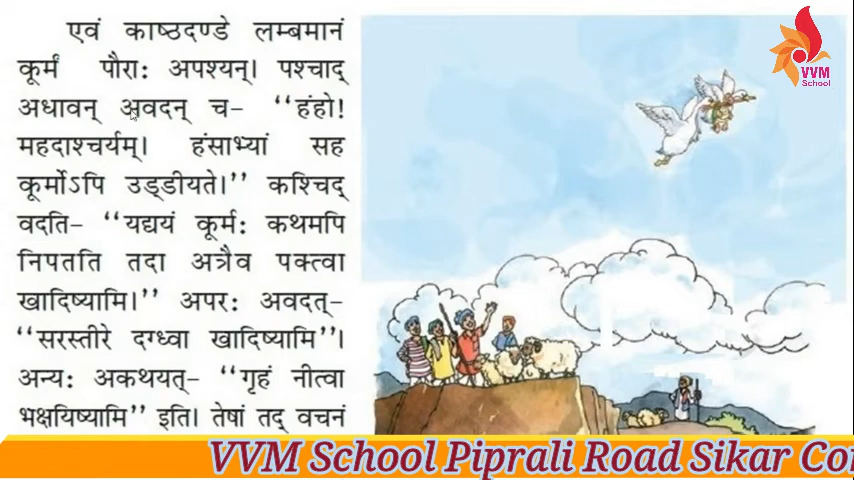 एवं काष्ठदण्डे लम्बमानं
कूर्मं पौराः अपश्यन्। पश्चाद्
अधावन् अवदन् च- “हंहो!
महदाश्चर्यम्। हंसाभ्यां सह
कूर्मोऽपि उड्डीयते।” कश्चिद्
वदति- “यद्ययं कूर्मः कथमपि
निपतति तदा अत्रैव पक्त्वा
खादिष्यामि।” अपरः अवदत्-
“सरस्तीरे दग्ध्वा खादिष्यामि”।
अन्यः अकथयत्- “गृहं नीत्वा
भक्षयिष्यामि” इति। तेषां तद् वचनं
VVM
School
VVM School Piprali Road Sikar Con